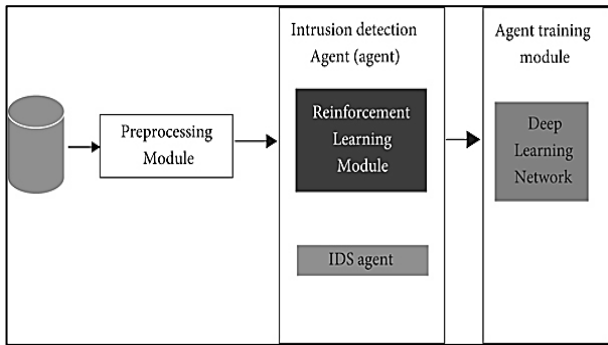 Preprocessing
Module
Intrusion detection
Agent (agent)
Reinforcement
Learning
Module
IDS agent
Agent training
module
Deep
Learning
Network